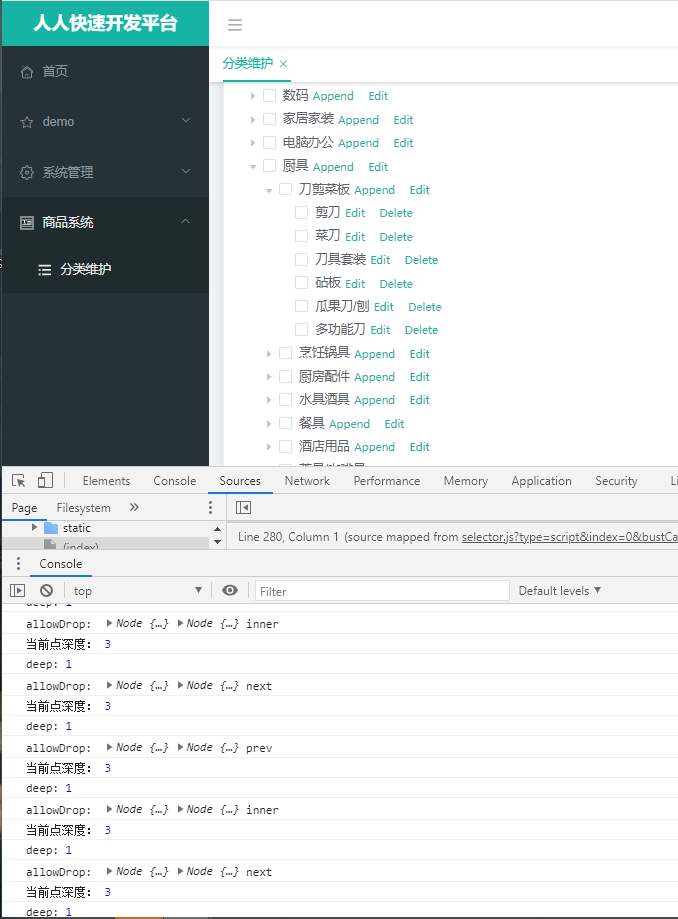 人人快速开发平台
首页
demo
系统管理
商品系统
分类维护
分类维护 ×
数码 Append Edit
家居家装 Append Edit
电脑办公 Append Edit
厨具 Append Edit
刀剪菜板 Append Edit
剪刀 Edit Delete
菜刀 Edit Delete
刀具套装 Edit Delete
砧板 Edit Delete
瓜果刀/刨 Edit Delete
多功能刀 Edit Delete
烹饪锅具 Append Edit
厨房配件 Append Edit
水具酒具 Append Edit
餐具 Append Edit
酒店用品 Append Edit
Elements Console Sources Network Performance Memory Application Security Li
Page Filesystem »
static
(index)
Line 280, Column 1 (source mapped from selector.js?type=script&index=0&bustCa
Console
top Filter Default levels ▼
deep: 1
allowDrop: ▶Node {…} ▶Node {…} inner
当前点深度： 3
deep: 1
allowDrop: ▶Node {…} ▶Node {…} next
当前点深度： 3
deep: 1
allowDrop: ▶Node {…} ▶Node {…} prev
当前点深度： 3
deep: 1
allowDrop: ▶Node {…} ▶Node {…} inner
当前点深度： 3
deep: 1
allowDrop: ▶Node {…} ▶Node {…} next
当前点深度： 3
deep: 1